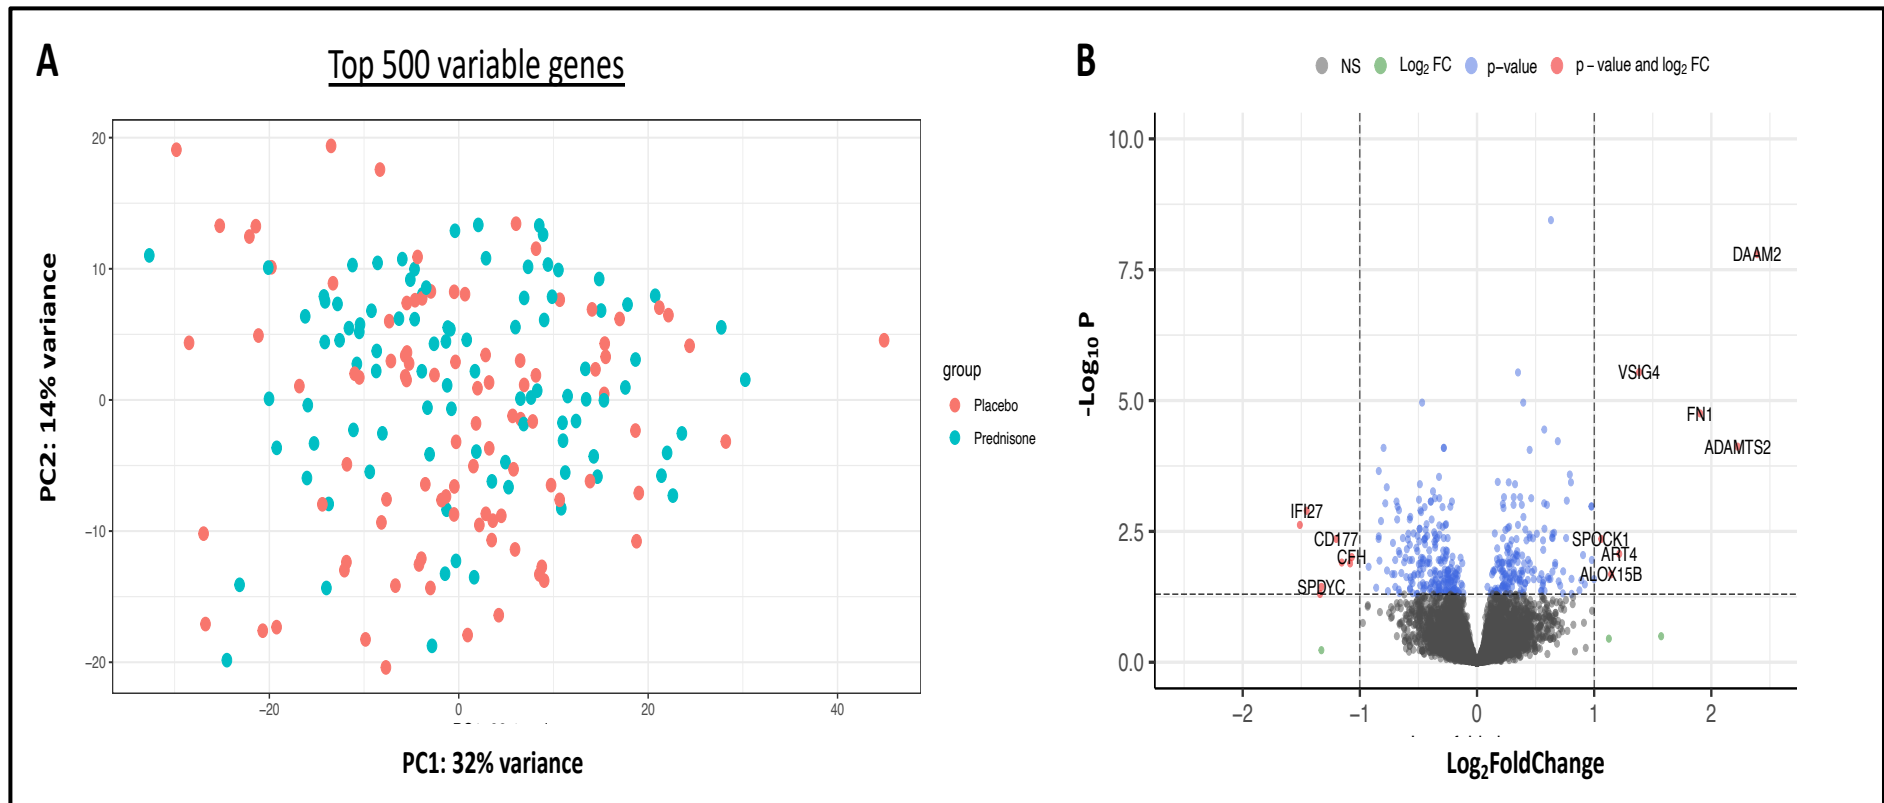 A
Top 500 variable genes
20
10
0
−10
−20
PC2: 14% variance
−20
0
20
40
PC1: 32% variance
group
Placebo
Prednisone
B
NS
Log2 FC
p−value
p − value and log2 FC
10.0
7.5
5.0
2.5
0.0
-Log10 P
DAAM2
VSIG4
FN1
ADAMTS2
IFI27
CD177
CFH
SPDYC
SPOCK1
ART4
ALOX15B
−2
−1
0
1
2
Log2FoldChange